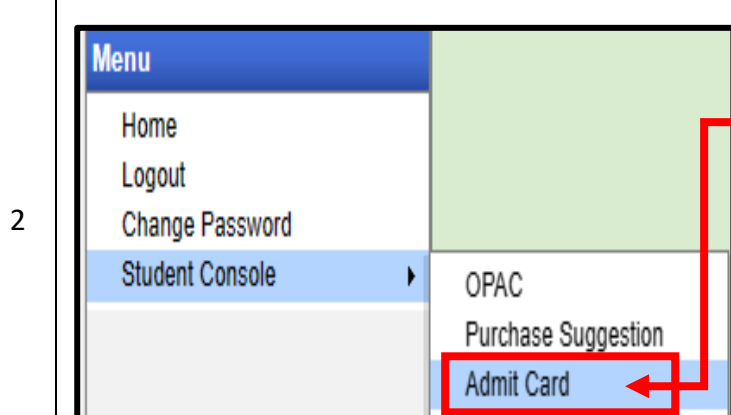 Menu
Home
Logout
2
Change Password
Student Console
OPAC
Purchase Suggestion
Admit Card